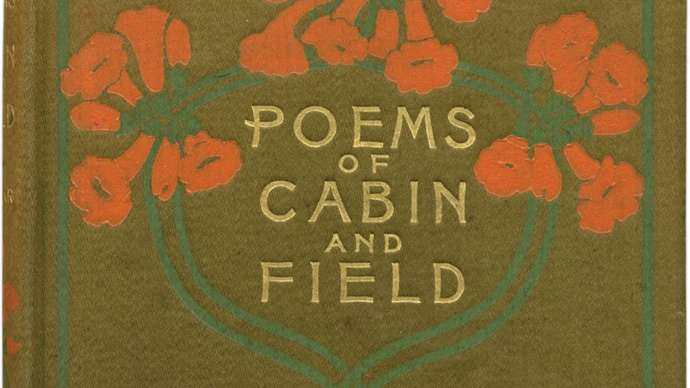 POEMS
OF
CABIN
AND
FIELD